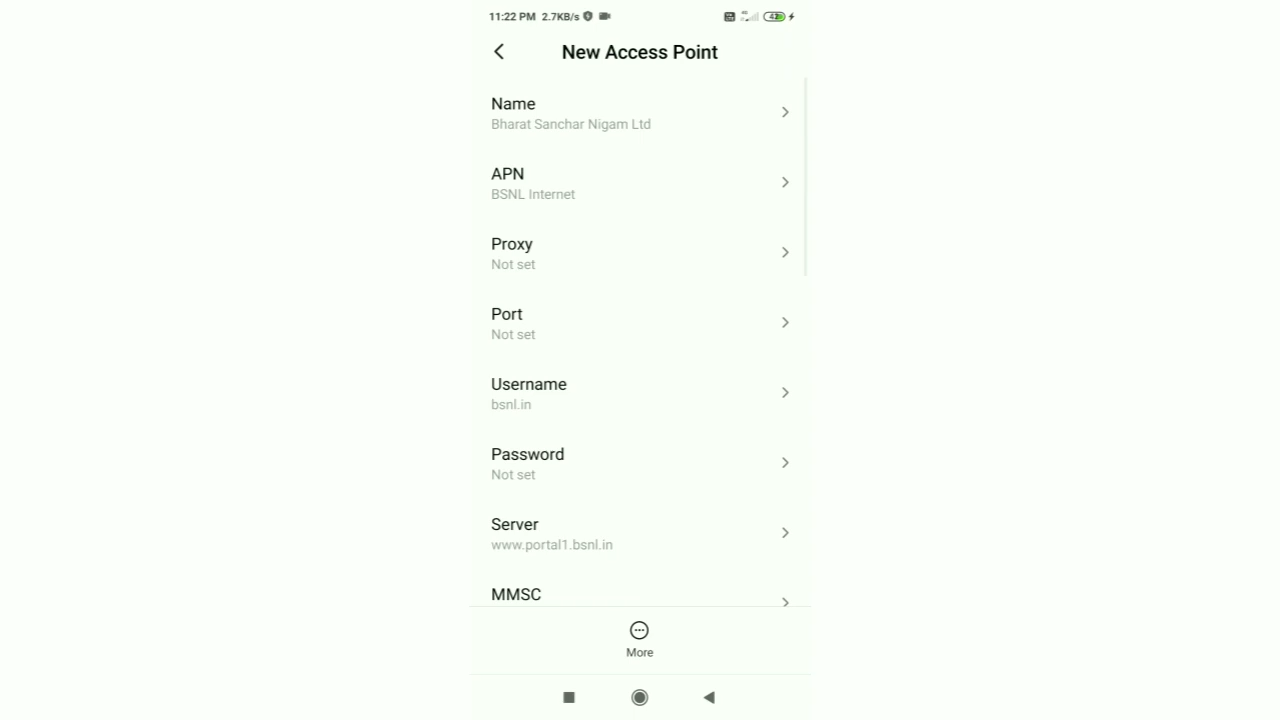 11:22 PM 2.7KB/s
New Access Point
Name
Bharat Sanchar Nigam Ltd
APN
BSNL Internet
Proxy
Not set
Port
Not set
Username
bsnl.in
Password
Not set
Server
www.portal1.bsnl.in
MMSC
More